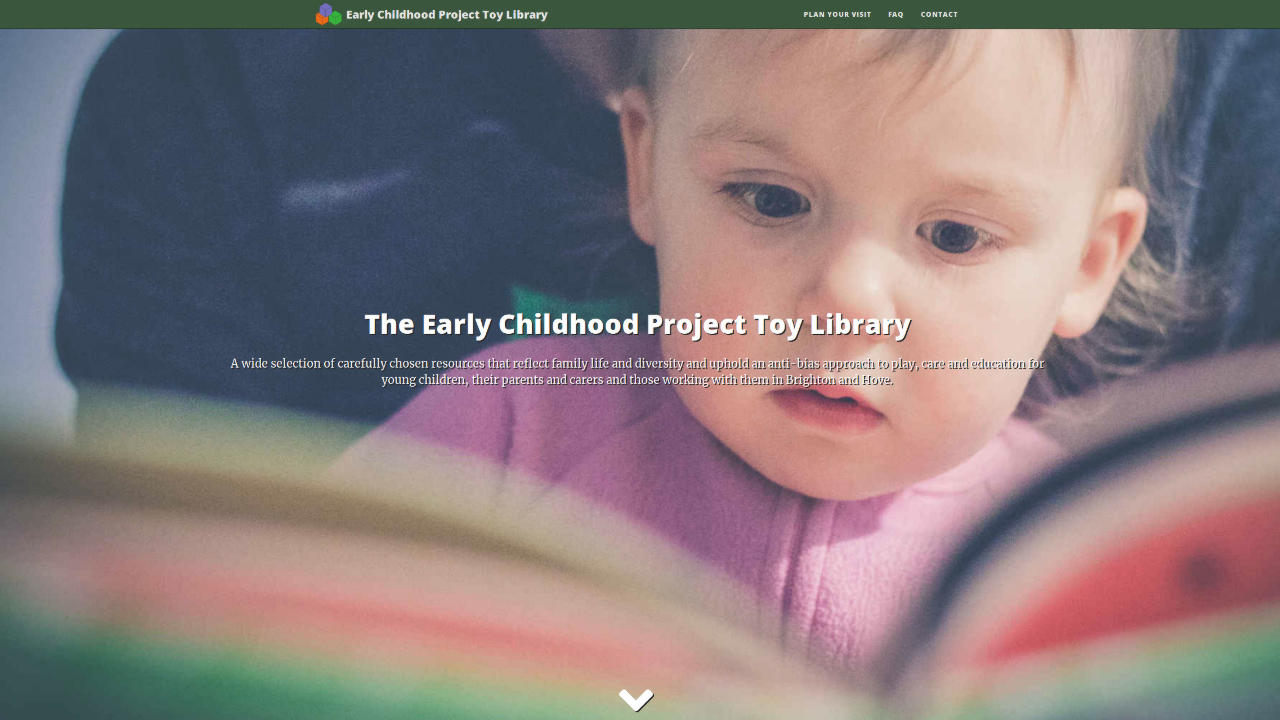 Early Childhood Project Toy Library
PLAN YOUR VISIT FAQ CONTACT
The Early Childhood Project Toy Library
A wide selection of carefully chosen resources that reflect family life and diversity and uphold an anti-bias approach to play, care and education for
young children, their parents and carers and those working with them in Brighton and Hove.